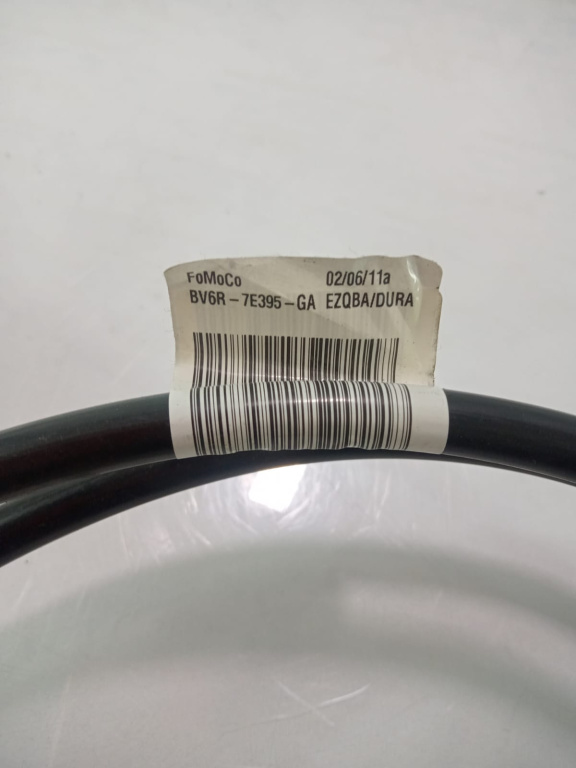 FoMoCo 02/06/11a
BV6R-7E395-GA EZQBA/DURA